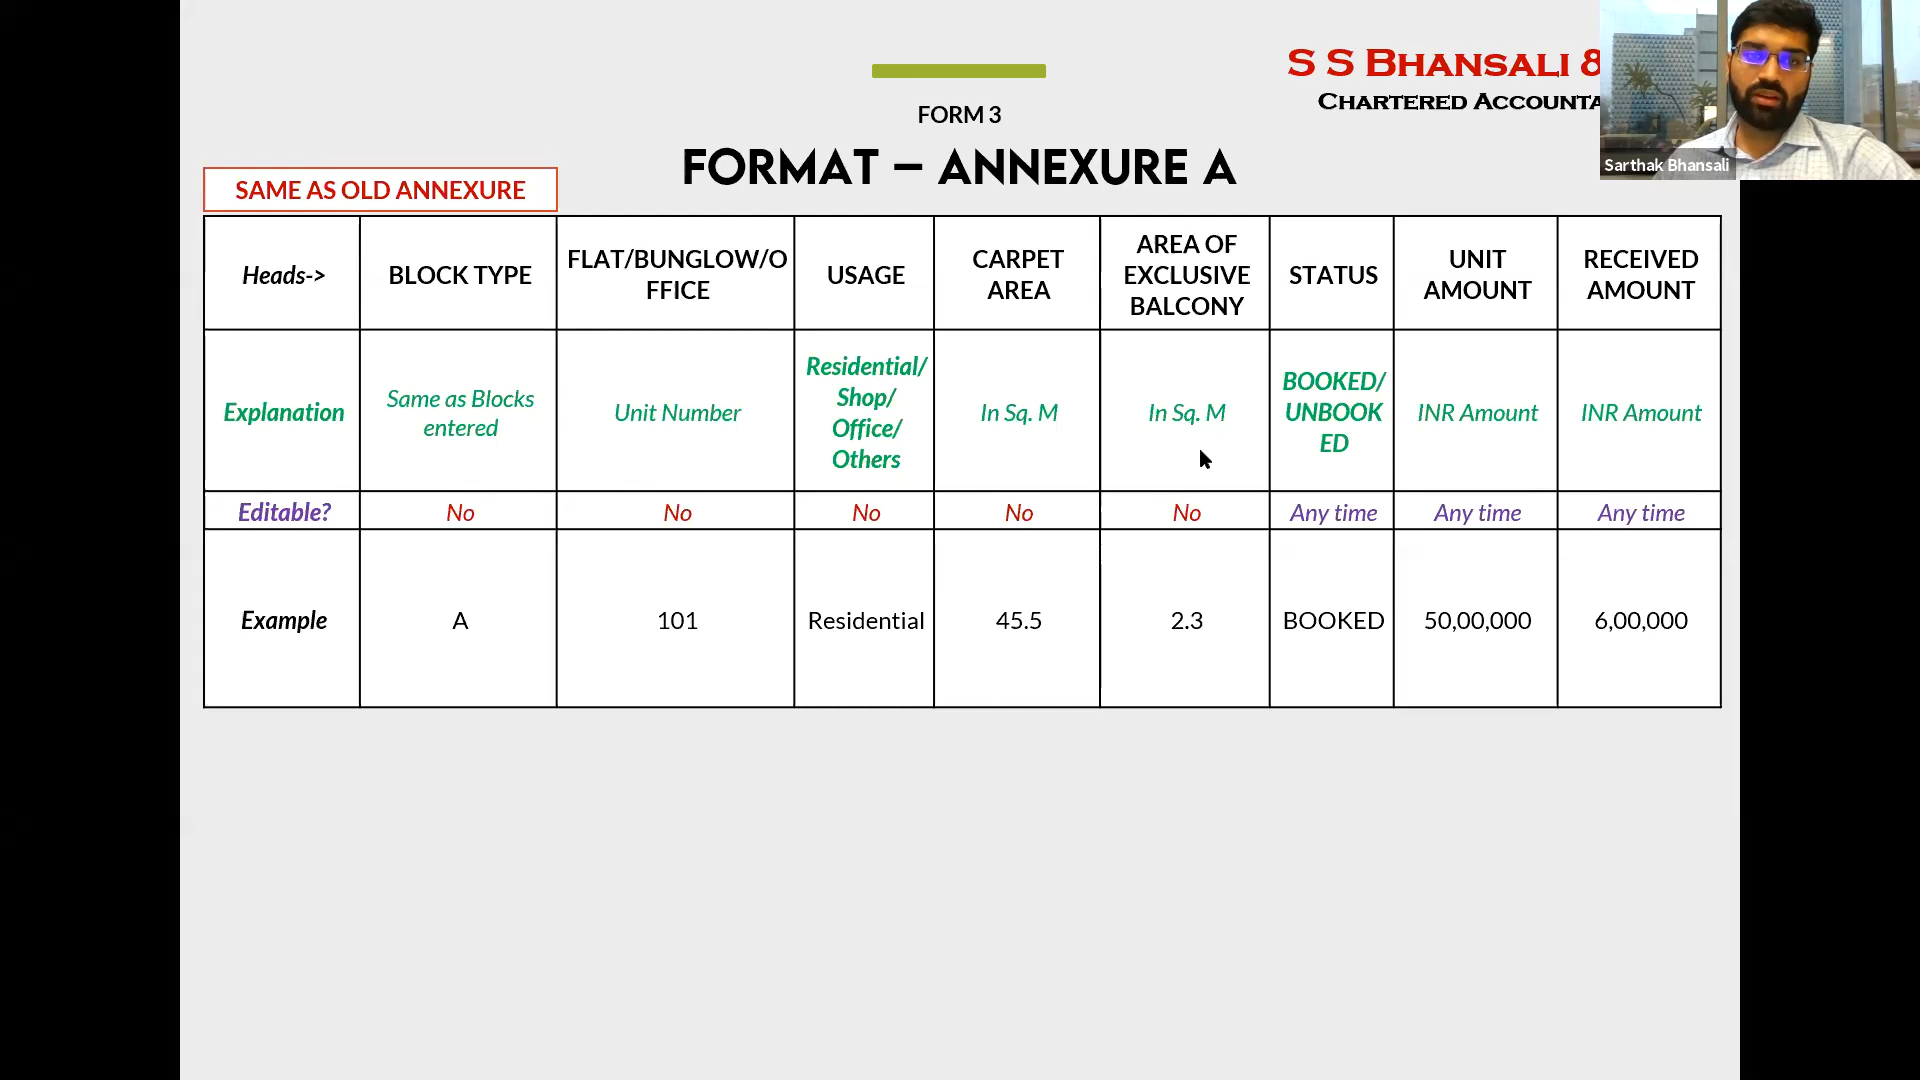 S S BHANSALI &
CHARTERED ACCOUNTA
Sarthak Bhansali
FORM 3
FORMAT – ANNEXURE A
SAME AS OLD ANNEXURE
Heads->
BLOCK TYPE
FLAT/BUNGLOW/O
FFICE
USAGE
CARPET
AREA
AREA OF
EXCLUSIVE
BALCONY
STATUS
UNIT
AMOUNT
RECEIVED
AMOUNT
Explanation
Same as Blocks
entered
Unit Number
Residential/
Shop/
Office/
Others
In Sq. M
In Sq. M
BOOKED/
UNBOOK
ED
INR Amount
INR Amount
Editable?
No
No
No
No
No
Any time
Any time
Any time
Example
A
101
Residential
45.5
2.3
BOOKED
50,00,000
6,00,000